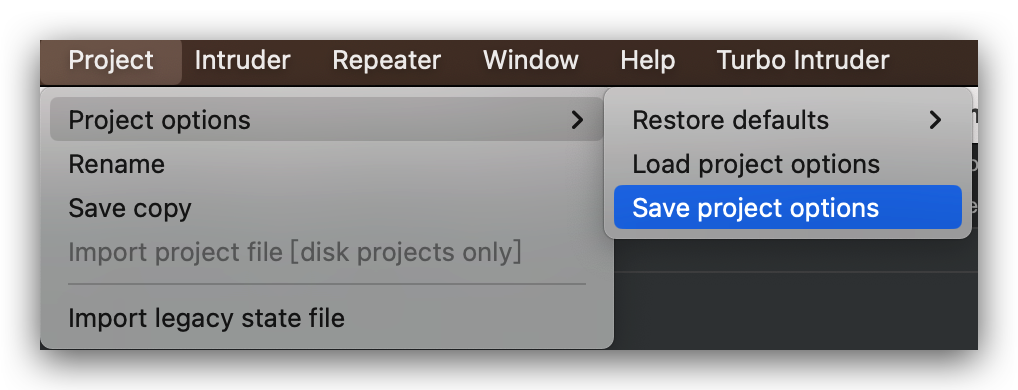 Project Intruder Repeater Window Help Turbo Intruder
Project options
Rename
Save copy
Import project file [disk projects only]
Import legacy state file
Restore defaults
Load project options
Save project options